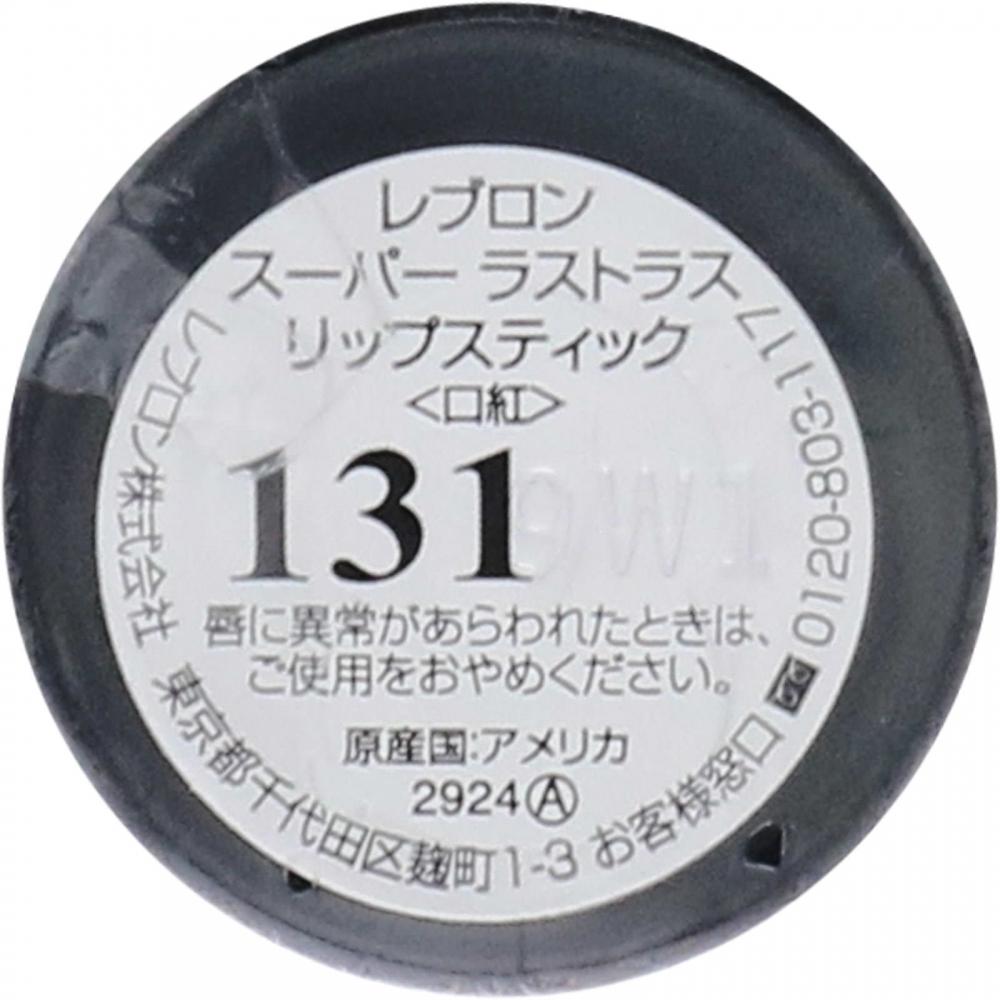 レブロン
スーパー ラストラス
リップスティック
<口紅>
131
唇に異常があらわれたときは、
ご使用をおやめください。
原産国:アメリカ
2924Ⓐ
レブロン株式会社 東京都千代田区麹町1-3 お客様窓口 0120-803-117